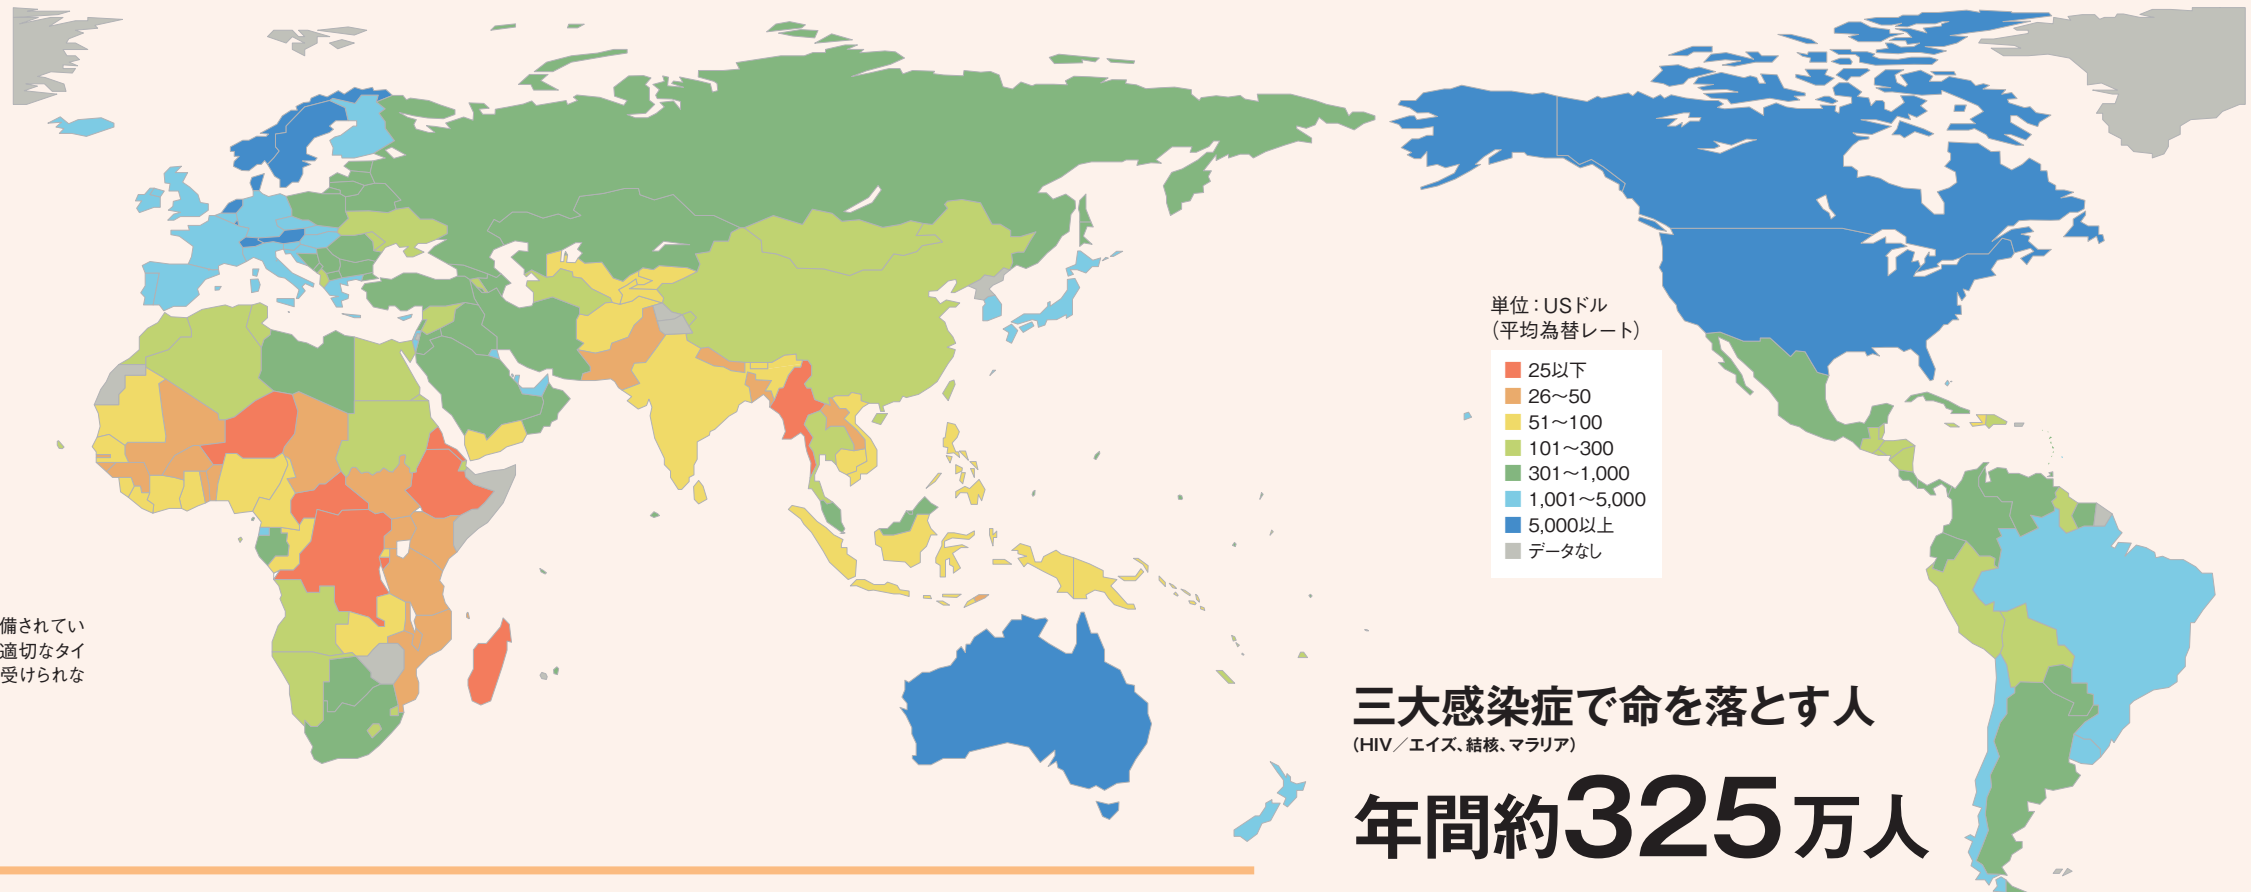 備されてい
適切なタイ
受けられな
単位：USドル
（平均為替レート）
25以下
26～50
51～100
101～300
301～1,000
1,001～5,000
5,000以上
データなし
三大感染症で命を落とす人
（HIV／エイズ、結核、マラリア）
年間約325万人